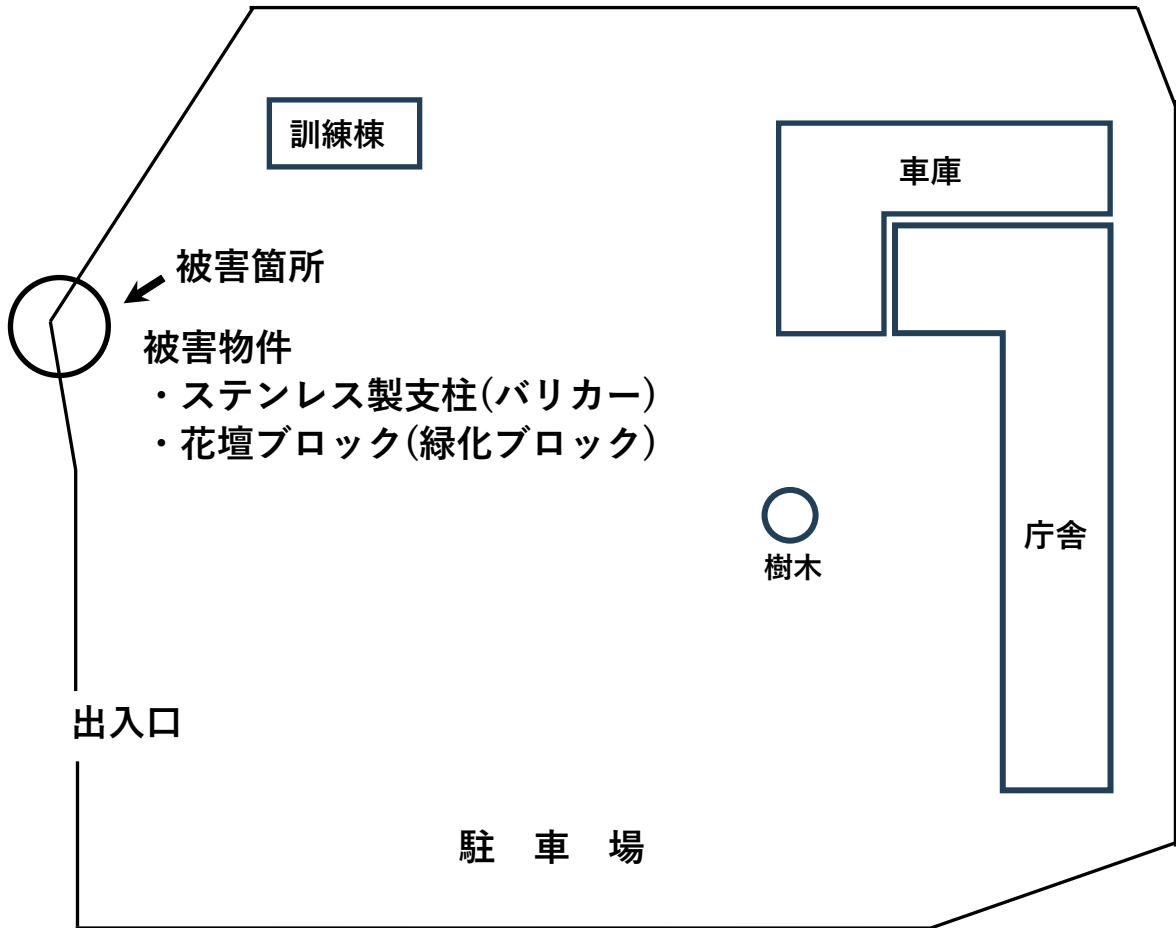 訓練棟
車庫
被害箇所
被害物件
・ステンレス製支柱(バリカー)
・花壇ブロック(緑化ブロック)
庁舎
樹木
出入口
駐 車 場